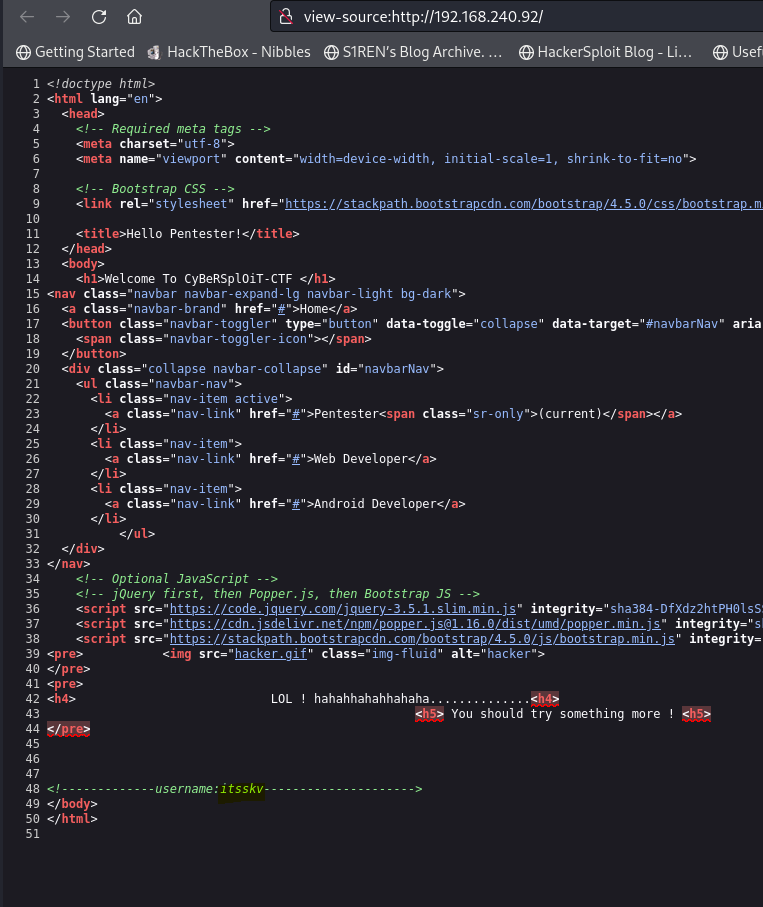 view-source:http://192.168.240.92/
Getting Started HackTheBox - Nibbles S1REN's Blog Archive. ... HackerSploit Blog - Li... Usef
1 <!doctype html>
2 <html lang="en">
3 <head>
4 <!-- Required meta tags -->
5 <meta charset="utf-8">
6 <meta name="viewport" content="width=device-width, initial-scale=1, shrink-to-fit=no">
7
8 <!-- Bootstrap CSS -->
9 <link rel="stylesheet" href="https://stackpath.bootstrapcdn.com/bootstrap/4.5.0/css/bootstrap.m
10
11 <title>Hello Pentester!</title>
12 </head>
13 <body>
14 <h1>Welcome To CyBeRSplOiT-CTF </h1>
15 <nav class="navbar navbar-expand-lg navbar-light bg-dark">
16 <a class="navbar-brand" href="#">Home</a>
17 <button class="navbar-toggler" type="button" data-toggle="collapse" data-target="#navbarNav" aria
18 <span class="navbar-toggler-icon"></span>
19 </button>
20 <div class="collapse navbar-collapse" id="navbarNav">
21 <ul class="navbar-nav">
22 <li class="nav-item active">
23 <a class="nav-link" href="#">Pentester<span class="sr-only">(current)</span></a>
24 </li>
25 <li class="nav-item">
26 <a class="nav-link" href="#">Web Developer</a>
27 </li>
28 <li class="nav-item">
29 <a class="nav-link" href="#">Android Developer</a>
30 </li>
31 </ul>
32 </div>
33 </nav>
34 <!-- Optional JavaScript -->
35 <!-- jQuery first, then Popper.js, then Bootstrap JS -->
36 <script src="https://code.jquery.com/jquery-3.5.1.slim.min.js" integrity="sha384-DfXdz2htPH0lsS
37 <script src="https://cdn.jsdelivr.net/npm/popper.js@1.16.0/dist/umd/popper.min.js" integrity="s
38 <script src="https://stackpath.bootstrapcdn.com/bootstrap/4.5.0/js/bootstrap.min.js" integrity=
39 <pre> <img src="hacker.gif" class="img-fluid" alt="hacker">
40 </pre>
41 <pre>
42 <h4> LOL ! hahahhahahhahaha..............<h4>
43 <h5> You should try something more ! <h5>
44 </pre>
45
46
47
48 <!-------------username:itsskv--------------------->
49 </body>
50 </html>
51